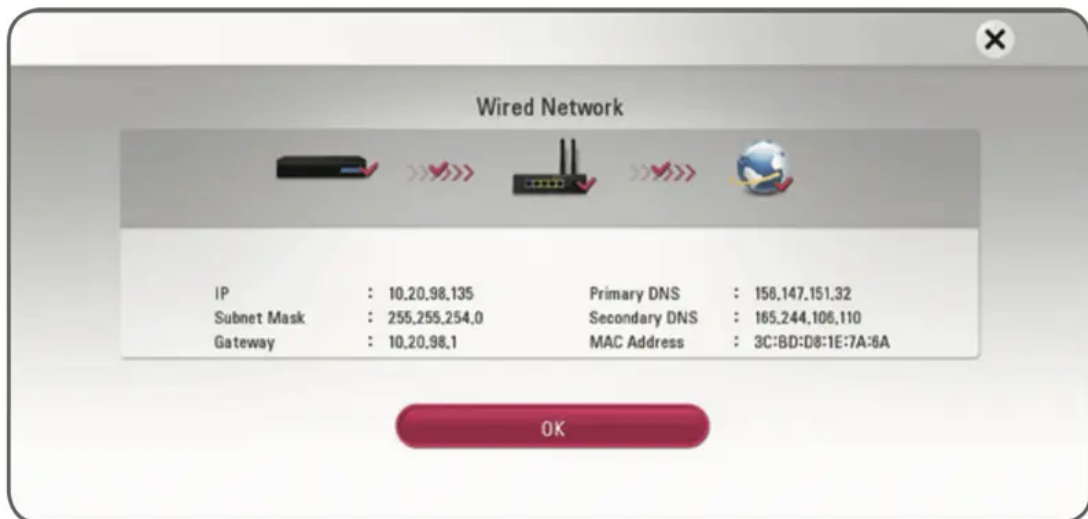 Wired Network
IP : 10,20,98,135
Subnet Mask : 255,255,254,0
Gateway : 10,20,98,1
Primary DNS : 156,147,151,32
Secondary DNS : 165,244,106,110
MAC Address : 3C:BD:D8:1E:7A:6A
OK